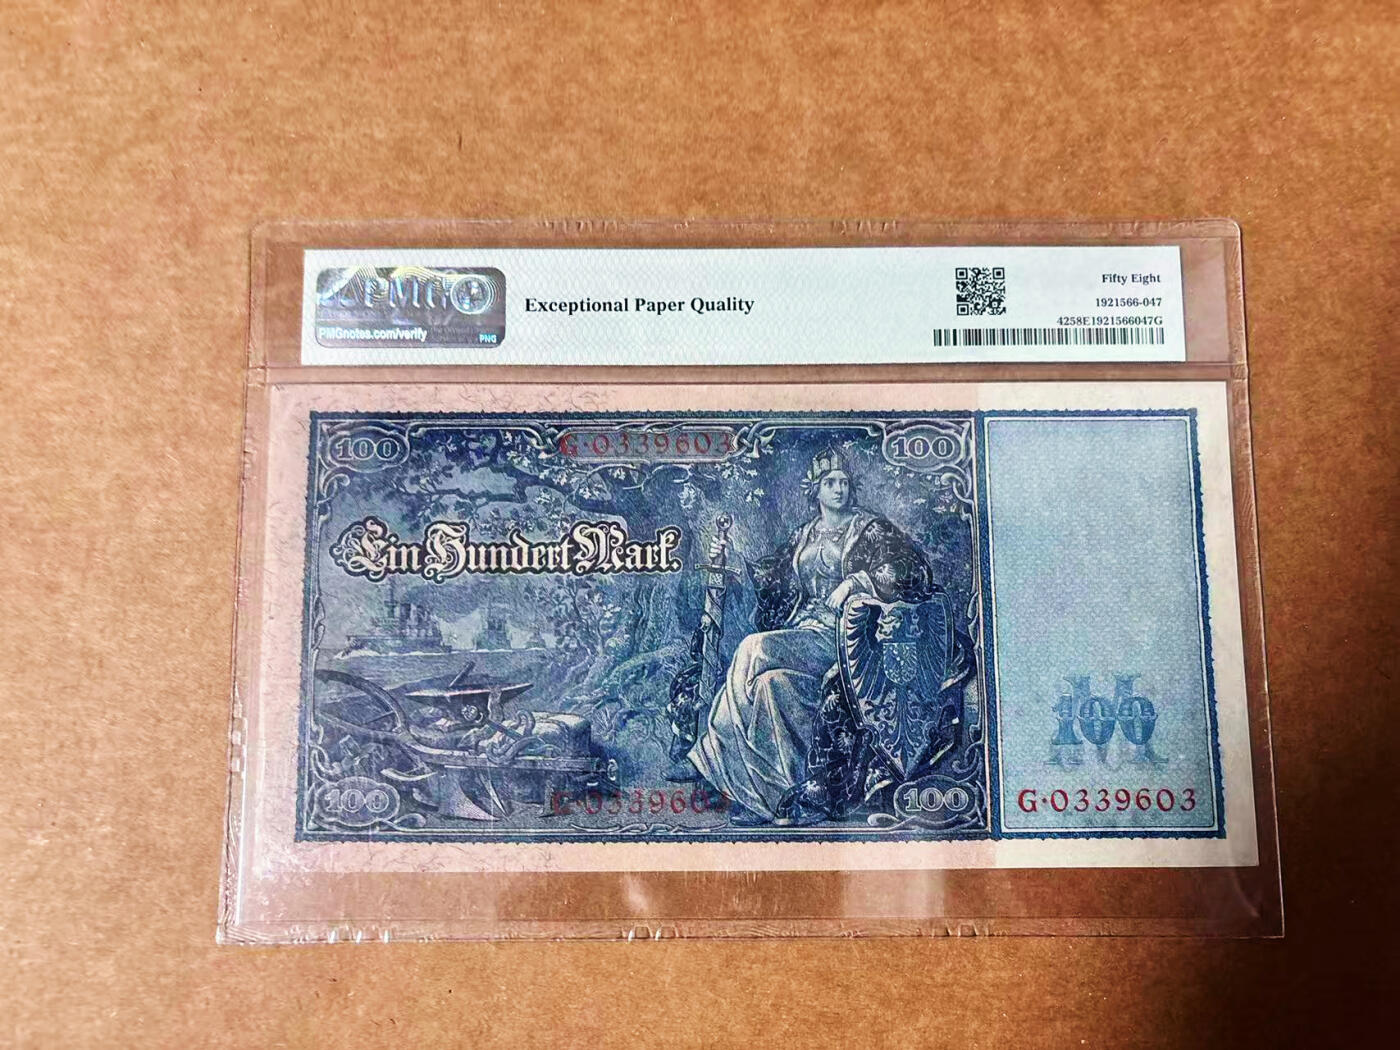 PMG
PMGnotes.com/verify
PNG
Exceptional Paper Quality
Fifty Eight
1921566-047
4258E1921566047G
100
G·0339603
100
Ein Hundert Mark.
100
M
100
G·0339603
100
G·0339603